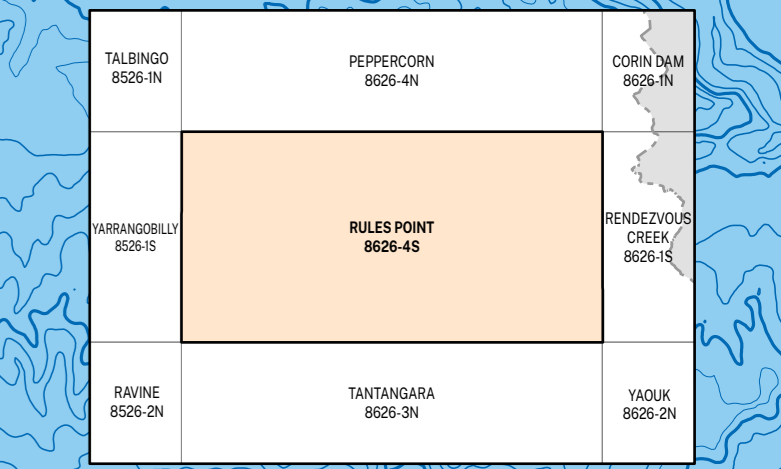 TALBINGO
8526-1N
PEPPERCORN
8626-4N
CORIN DAM
8626-1N
YARRANGOBILLY
8526-1S
RULES POINT
8626-4S
RENDEZVOUS
CREEK
8626-1S
RAVINE
8526-2N
TANTANGARA
8626-3N
YAOUK
8626-2N